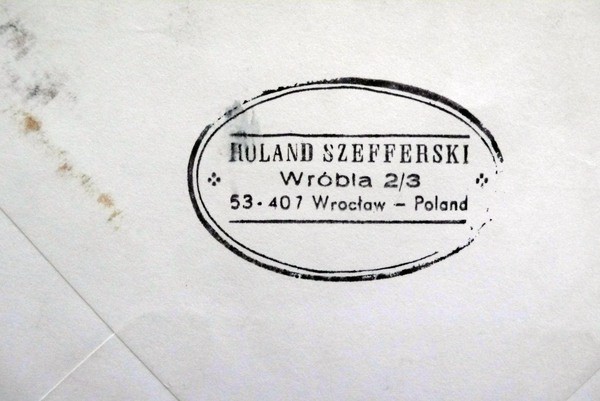 ROLAND SZEFFERSKI
Wróbla 2/3
53-407 Wrocław – Poland